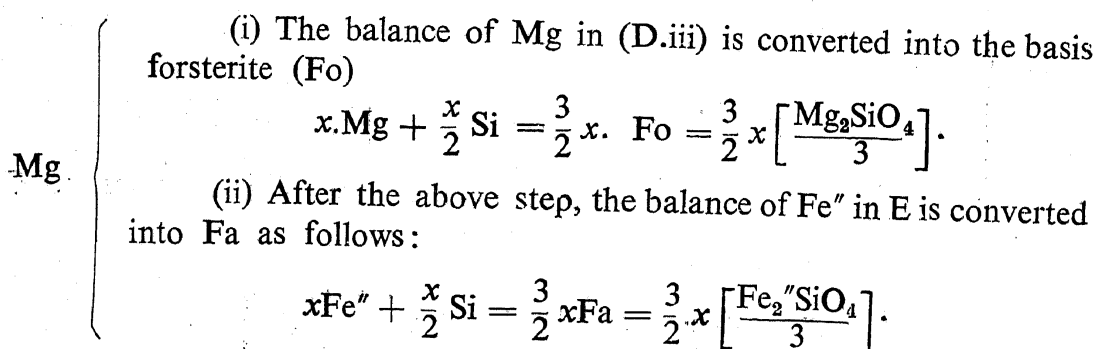 (i) The balance of Mg in (D.iii) is converted into the basis
forsterite (Fo)
x.Mg + x/2 Si = 3/2 x. Fo = 3/2 x [Mg₂SiO₄/3].
Mg
(ii) After the above step, the balance of Fe″ in E is converted
into Fa as follows:
xFe″ + x/2 Si = 3/2 xFa = 3/2 .x [Fe₂″SiO₄/3].